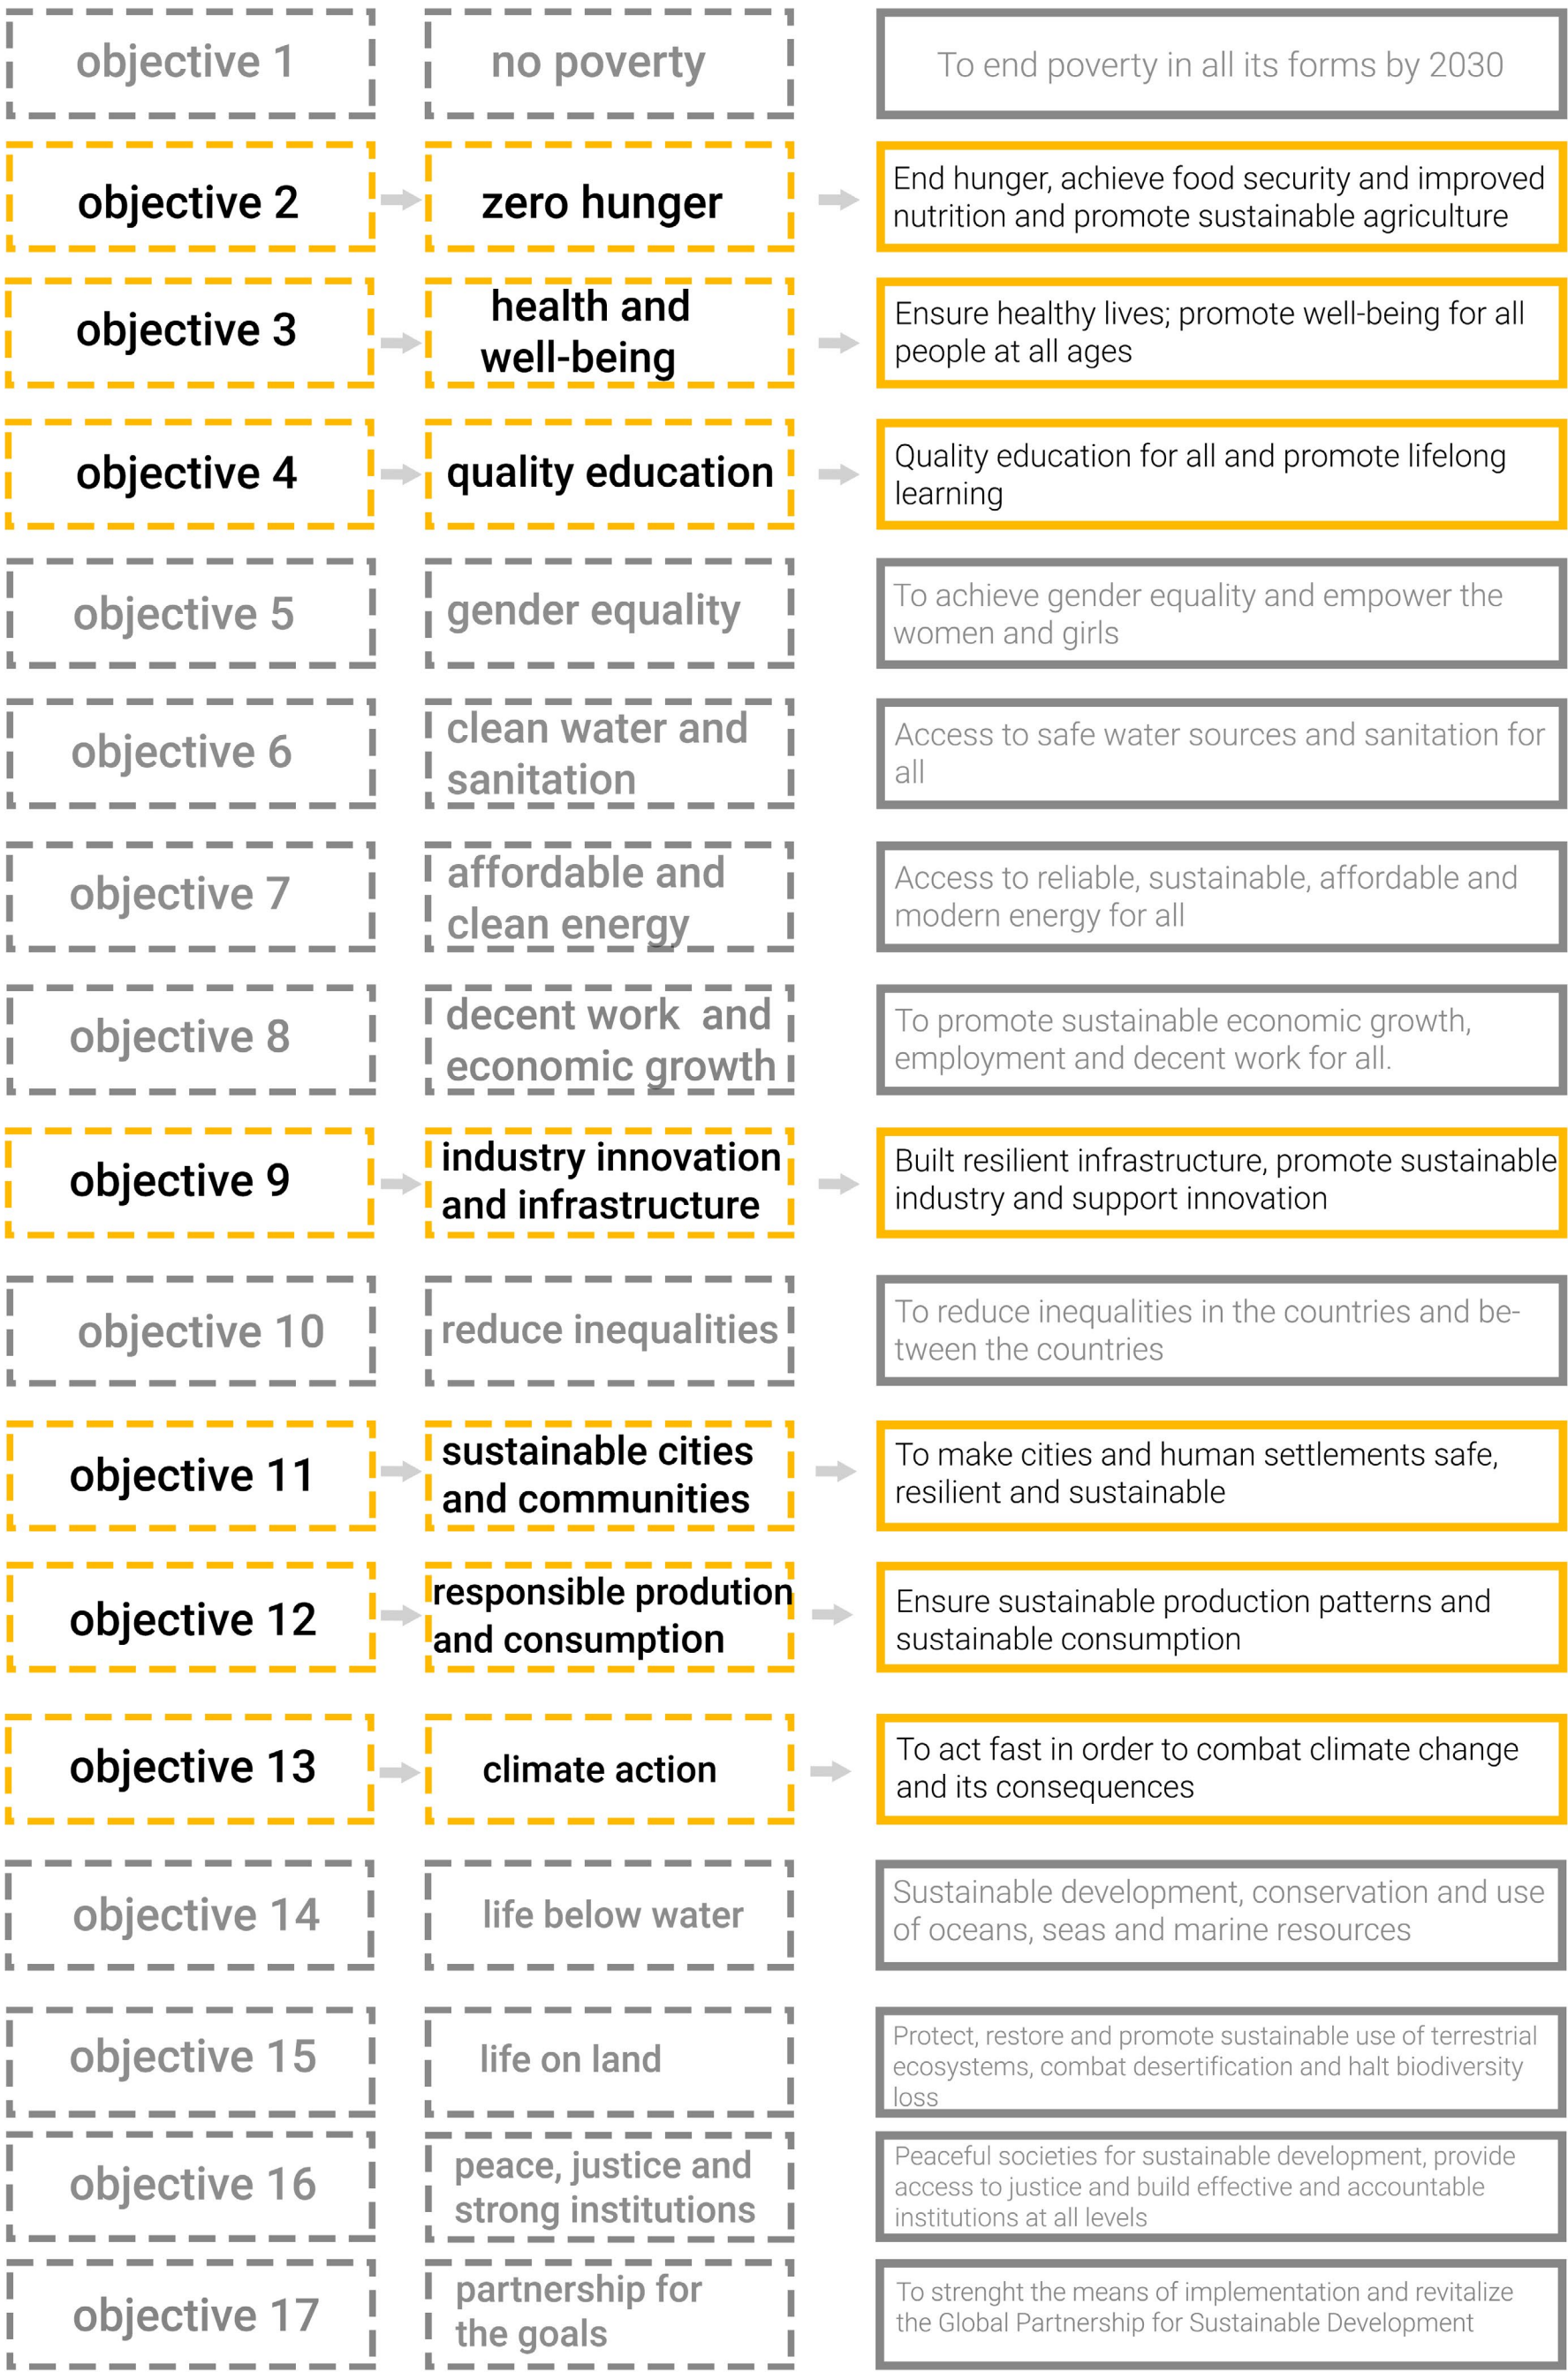 objective 1
no poverty
To end poverty in all its forms by 2030
objective 2
zero hunger
End hunger, achieve food security and improved
nutrition and promote sustainable agriculture
objective 3
health and
well-being
Ensure healthy lives; promote well-being for all
people at all ages
objective 4
quality education
Quality education for all and promote lifelong
learning
objective 5
gender equality
To achieve gender equality and empower the
women and girls
objective 6
clean water and
sanitation
Access to safe water sources and sanitation for
all
objective 7
affordable and
clean energy
Access to reliable, sustainable, affordable and
modern energy for all
objective 8
decent work and
economic growth
To promote sustainable economic growth,
employment and decent work for all.
objective 9
industry innovation
and infrastructure
Built resilient infrastructure, promote sustainable
industry and support innovation
objective 10
reduce inequalities
To reduce inequalities in the countries and be-
tween the countries
objective 11
sustainable cities
and communities
To make cities and human settlements safe,
resilient and sustainable
objective 12
responsible prodution
and consumption
Ensure sustainable production patterns and
sustainable consumption
objective 13
climate action
To act fast in order to combat climate change
and its consequences
objective 14
life below water
Sustainable development, conservation and use
of oceans, seas and marine resources
objective 15
life on land
Protect, restore and promote sustainable use of terrestrial
ecosystems, combat desertification and halt biodiversity
loss
objective 16
peace, justice and
strong institutions
Peaceful societies for sustainable development, provide
access to justice and build effective and accountable
institutions at all levels
objective 17
partnership for
the goals
To strenght the means of implementation and revitalize
the Global Partnership for Sustainable Development